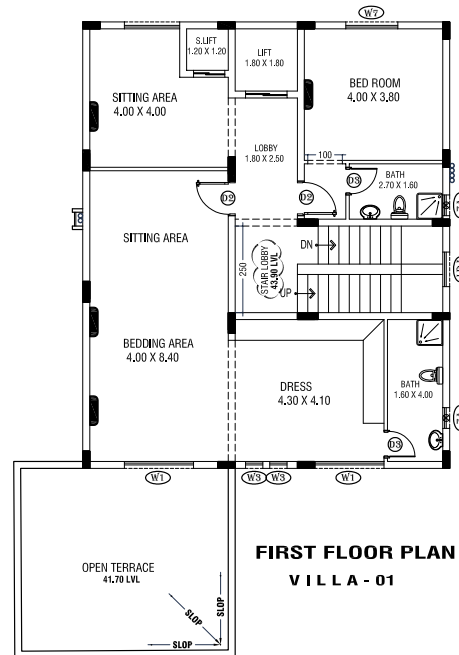 W7
S.LIFT
1.20 X 1.20
LIFT
1.80 X 1.80
SITTING AREA
4.00 X 4.00
BED ROOM
4.00 X 3.80
LOBBY
1.80 X 2.50
100
BATH
2.70 X 1.60
D3
D2
D2
SITTING AREA
250
STAIR LOBBY
43.90 LVL
DN
UP
BEDDING AREA
4.00 X 8.40
DRESS
4.30 X 4.10
BATH
1.60 X 4.00
D3
W1
W3
W3
W1
OPEN TERRACE
41.70 LVL
SLOP
SLOP
SLOP
FIRST FLOOR PLAN
VILLA - 01